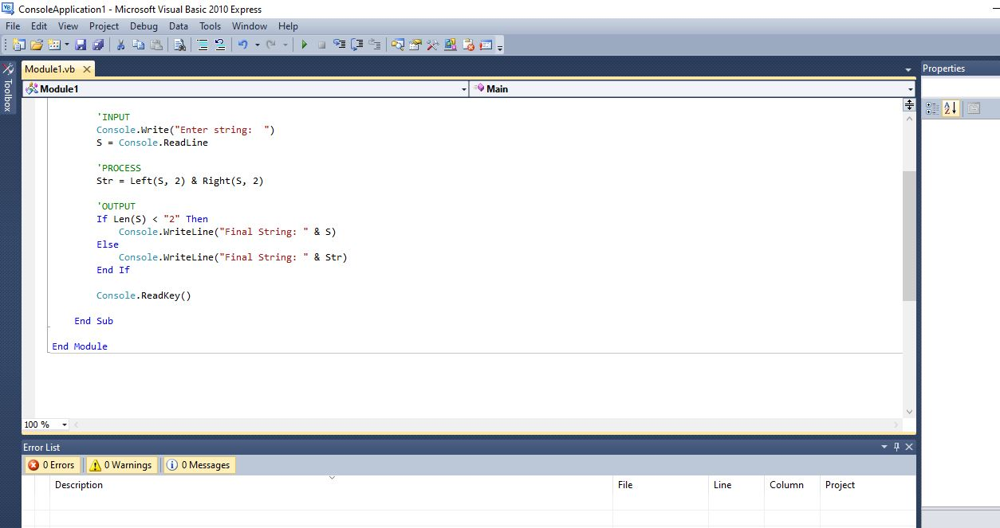 ConsoleApplication1 - Microsoft Visual Basic 2010 Express
File Edit View Project Debug Data Tools Window Help
Toolbox
Module1.vb
Properties
Module1
Main
'INPUT
Console.Write("Enter string:  ")
S = Console.ReadLine
'PROCESS
Str = Left(S, 2) & Right(S, 2)
'OUTPUT
If Len(S) < "2" Then
Console.WriteLine("Final String: " & S)
Else
Console.WriteLine("Final String: " & Str)
End If
Console.ReadKey()
End Sub
End Module
100 %
Error List
0 Errors 0 Warnings 0 Messages
Description File Line Column Project